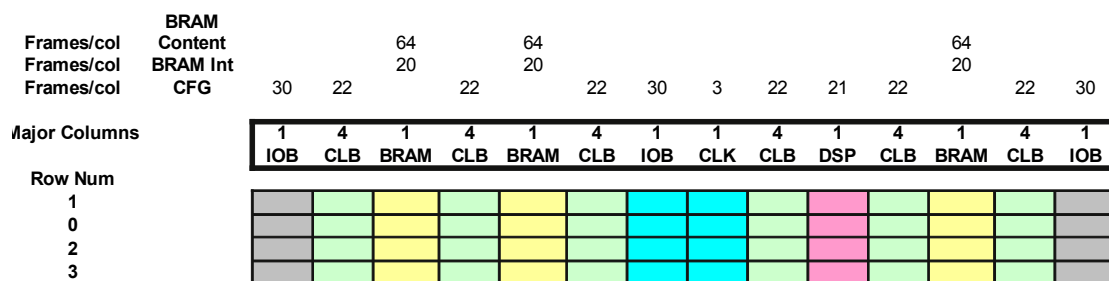 BRAM
Frames/col Content 64 64 64
Frames/col BRAM Int 20 20 20
Frames/col CFG 30 22 22 22 30 3 22 21 22 22 30
Major Columns 1 4 1 4 1 4 1 1 4 1 4 1 4 1
IOB CLB BRAM CLB BRAM CLB IOB CLK CLB DSP CLB BRAM CLB IOB
Row Num
1
0
2
3